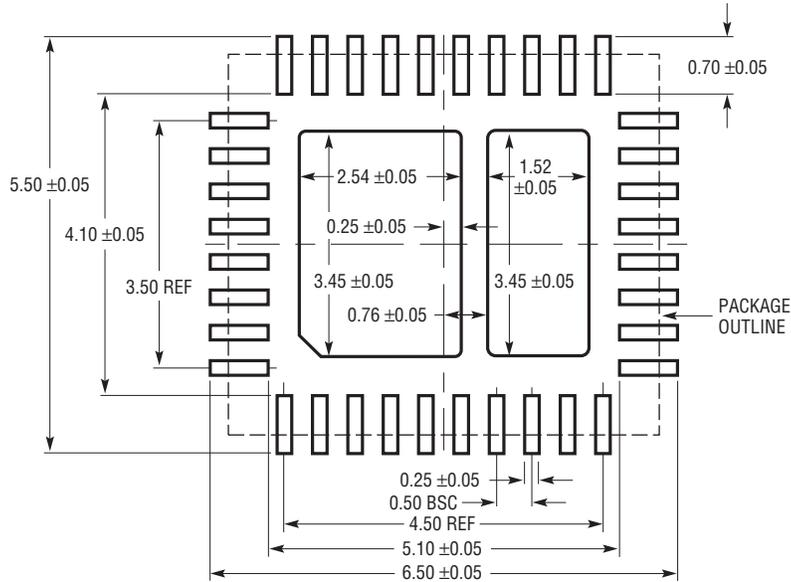 0.70 ±0.05
2.54 ±0.05
1.52
±0.05
5.50 ±0.05
0.25 ±0.05
4.10 ±0.05
3.50 REF
3.45 ±0.05
3.45 ±0.05
0.76 ±0.05
PACKAGE
OUTLINE
0.25 ±0.05
0.50 BSC
4.50 REF
5.10 ±0.05
6.50 ±0.05